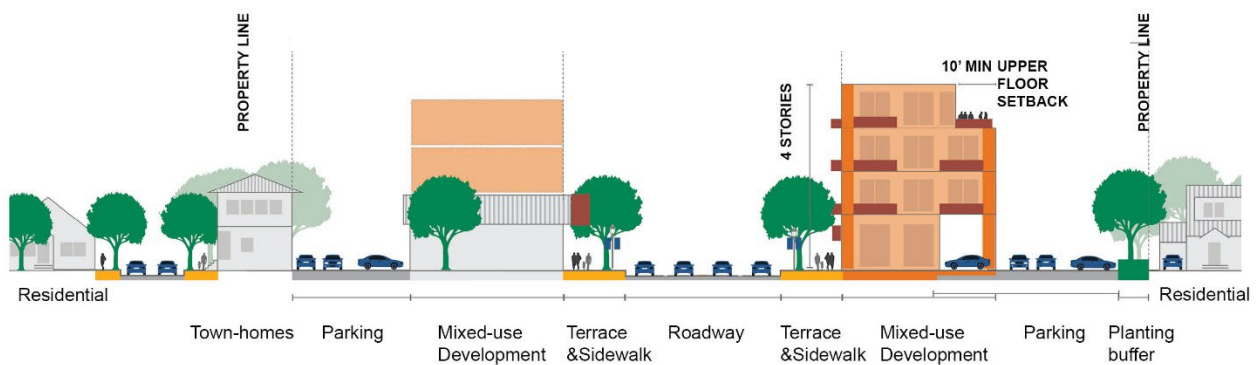 PROPERTY LINE
PROPERTY LINE
10' MIN UPPER
FLOOR
SETBACK
4 STORIES
Residential
Residential
Town-homes
Parking
Mixed-use
Development
Terrace
&Sidewalk
Roadway
Terrace
&Sidewalk
Mixed-use
Development
Parking
Planting
buffer